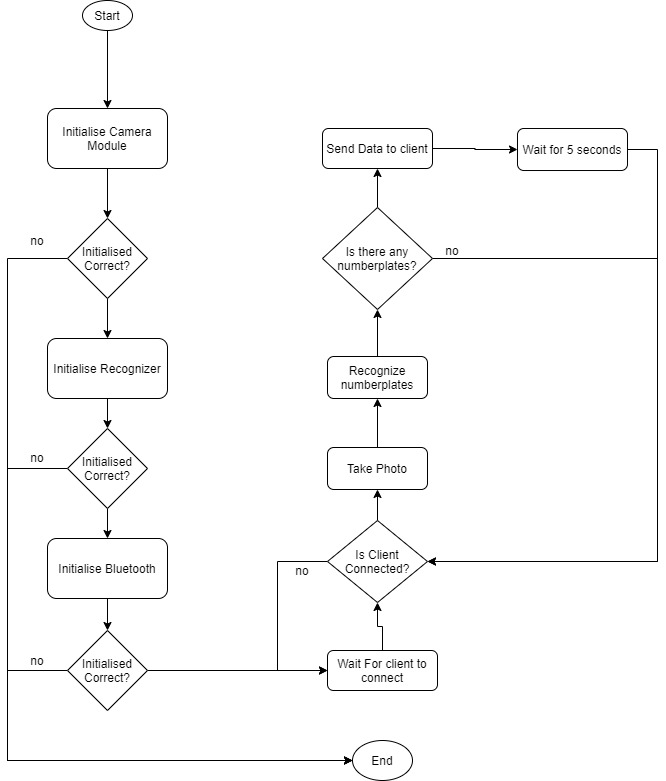 Start
Initialise Camera
Module
no
Initialised
Correct?
Initialise Recognizer
no
Initialised
Correct?
Initialise Bluetooth
no
Initialised
Correct?
Send Data to client
Wait for 5 seconds
Is there any
numberplates?
no
Recognize
numberplates
Take Photo
Is Client
Connected?
no
Wait For client to
connect
End